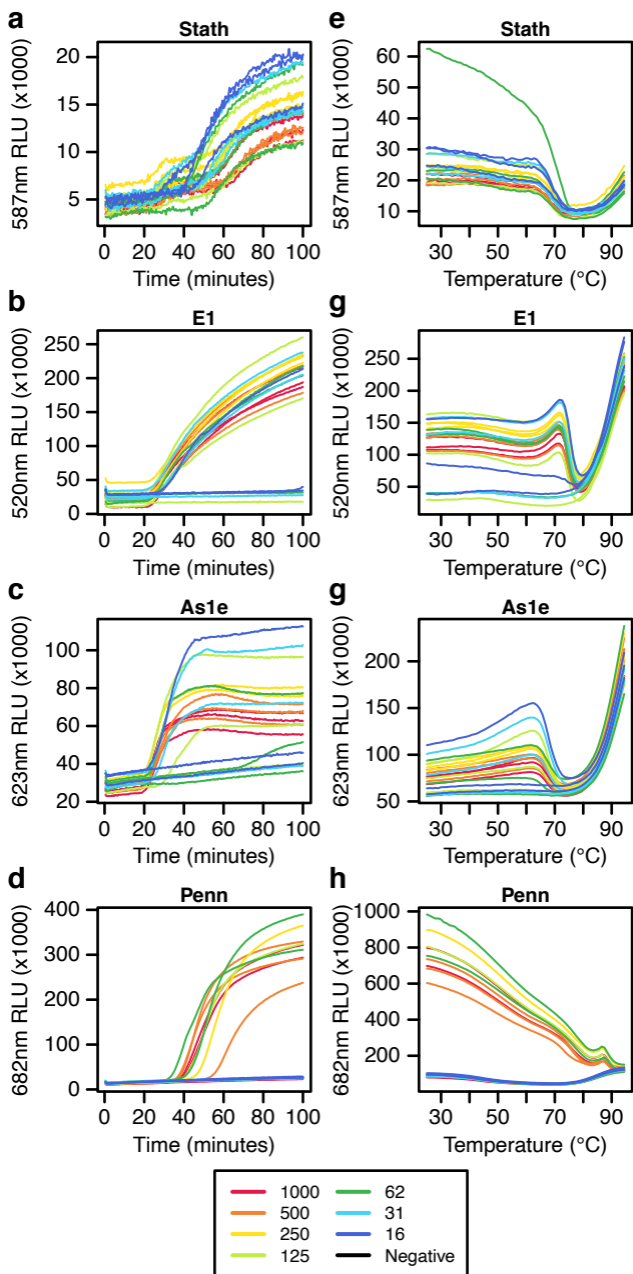 a
Stath
587nm RLU (x1000)
20
15
10
5
0 20 40 60 80 100
Time (minutes)
e
Stath
587nm RLU (x1000)
60
50
40
30
20
10
30 50 70 90
Temperature (°C)
b
E1
520nm RLU (x1000)
250
200
150
100
50
0
0 20 40 60 80 100
Time (minutes)
g
E1
520nm RLU (x1000)
250
200
150
100
50
30 50 70 90
Temperature (°C)
c
As1e
623nm RLU (x1000)
100
80
60
40
20
0 20 40 60 80 100
Time (minutes)
g
As1e
623nm RLU (x1000)
200
150
100
50
30 50 70 90
Temperature (°C)
d
Penn
682nm RLU (x1000)
400
300
200
100
0
0 20 40 60 80 100
Time (minutes)
h
Penn
682nm RLU (x1000)
1000
800
600
400
200
30 50 70 90
Temperature (°C)
1000
500
250
125
62
31
16
Negative